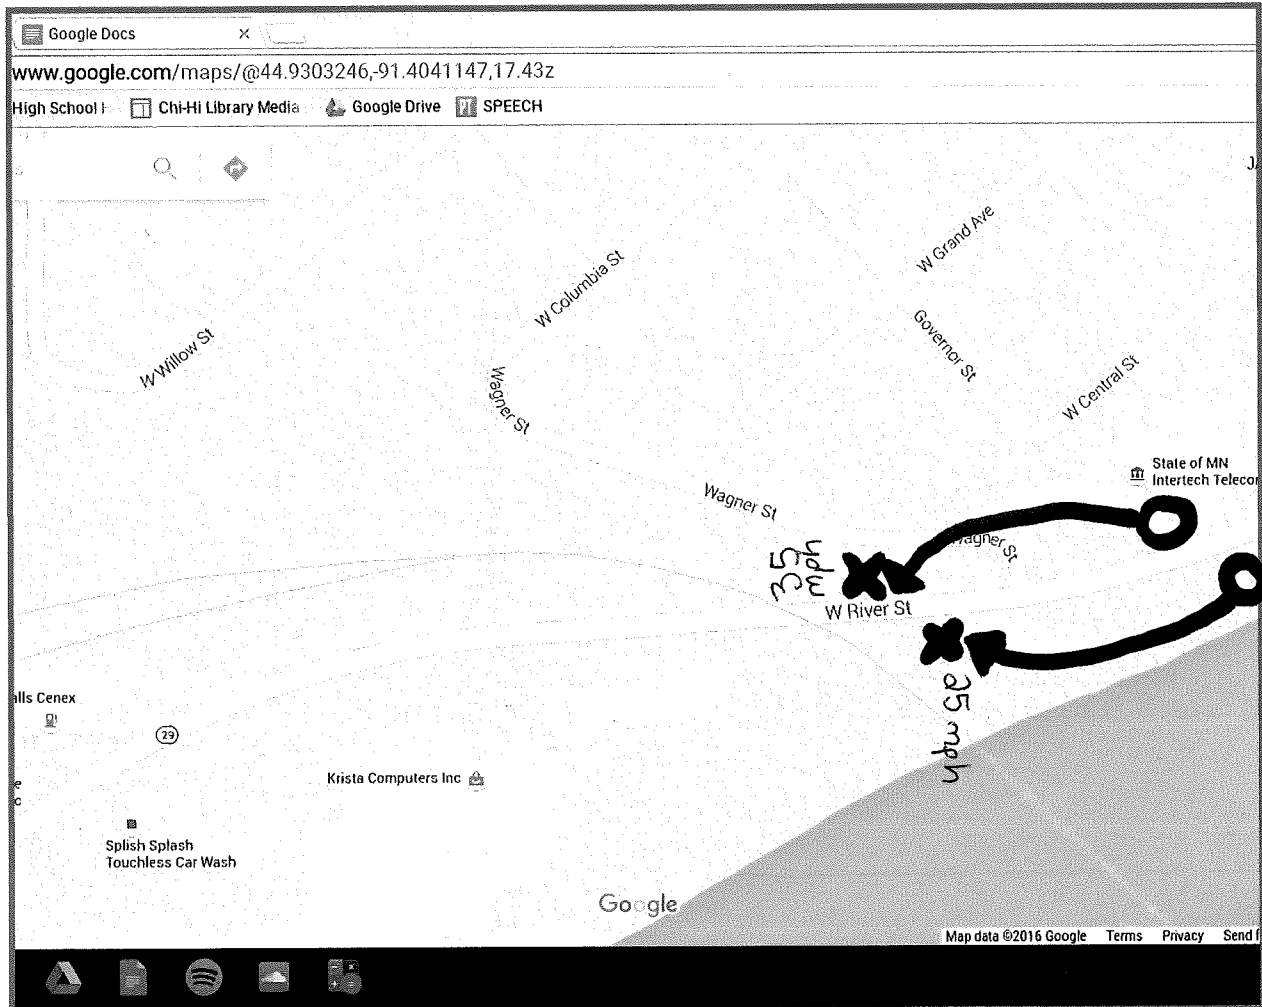 Google Docs
www.google.com/maps/@44.9303246,-91.4041147,17.43z
High School
Chi-Hi Library Media
Google Drive
SPEECH
W Grand Ave
W Columbia St
Governor St
W Willow St
W Central St
Wagner St
State of MN
Intertech Telecom
Wagner St
Wagner St
35
mph
W River St
25 mph
alls Cenex
29
Krista Computers Inc
Splish Splash
Touchless Car Wash
Google
Map data ©2016 Google Terms Privacy Send f